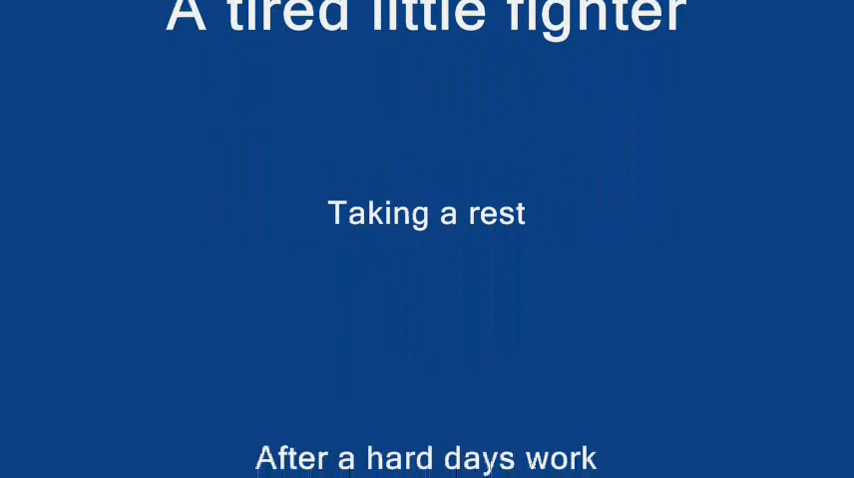 A tired little fighter
Taking a rest
After a hard days work